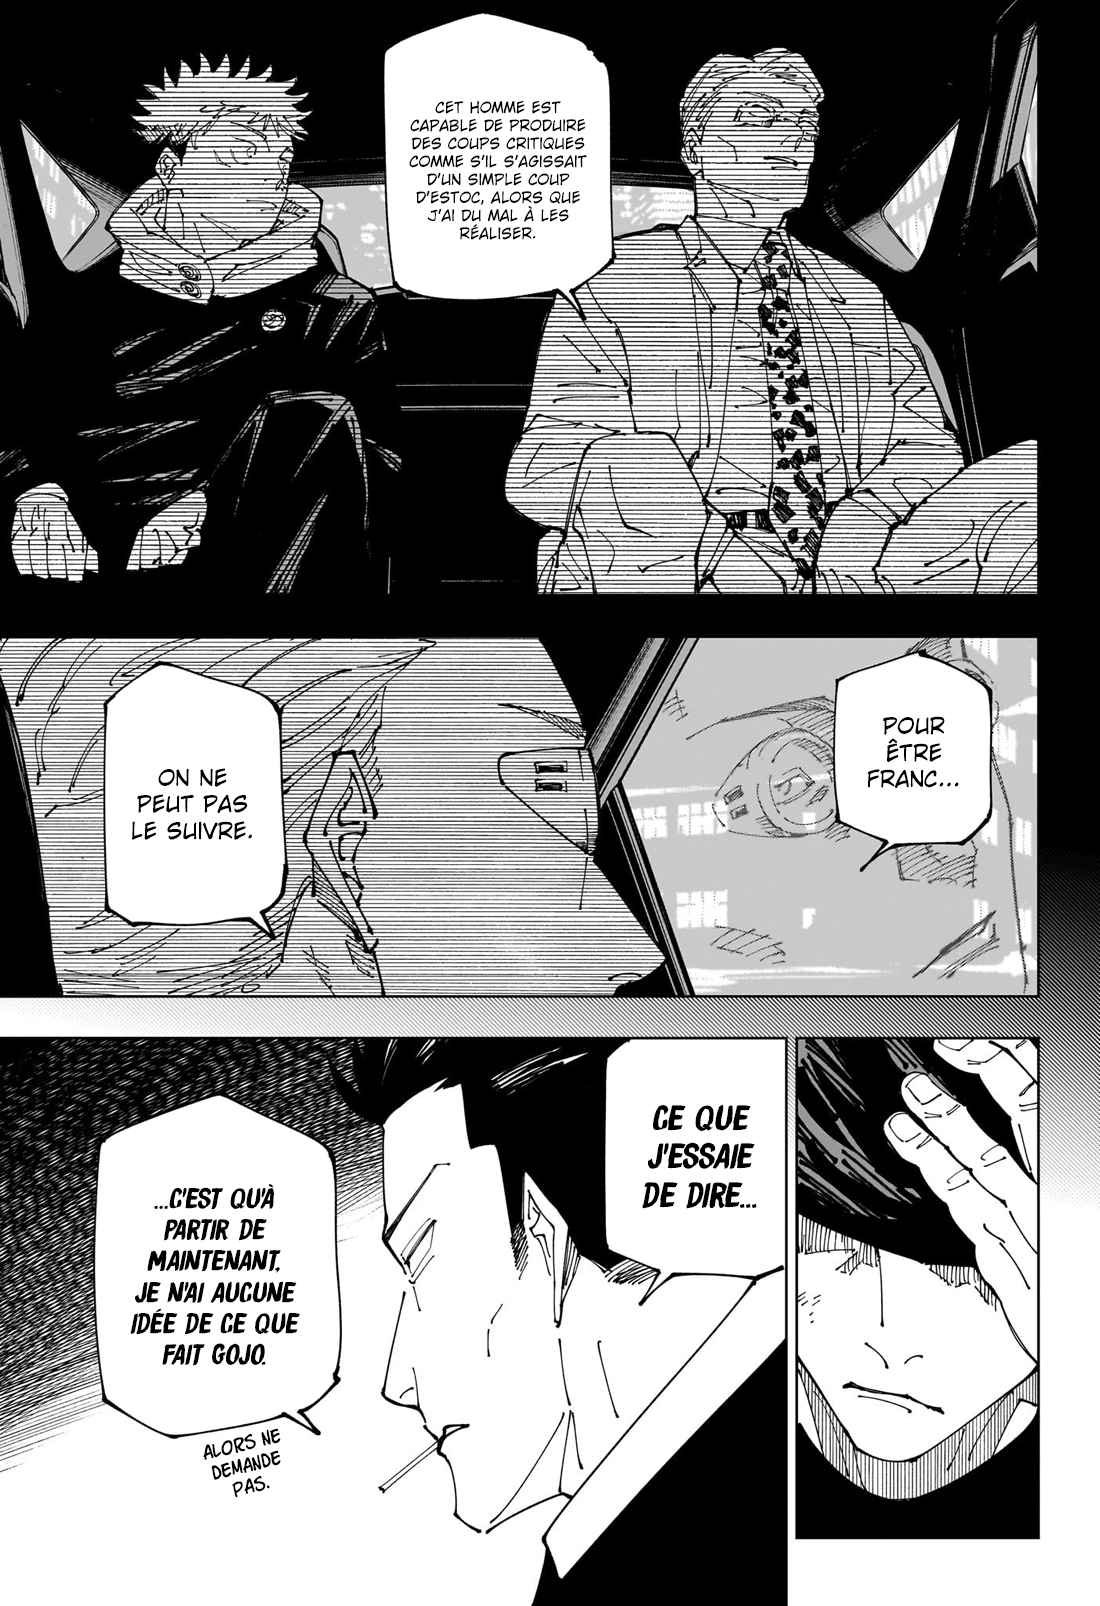 CET HOMME EST
CAPABLE DE PRODUIRE
DES COUPS CRITIQUES
COMME S'IL S'AGISSAIT
D'UN SIMPLE COUP
D'ESTOC, ALORS QUE
J'AI DU MAL À LES
RÉALISER.
POUR
ÊTRE
FRANC...
ON NE
PEUT PAS
LE SUIVRE.
CE QUE
J'ESSAIE
DE DIRE...
...C'EST QU'À
PARTIR DE
MAINTENANT,
JE N'AI AUCUNE
IDÉE DE CE QUE
FAIT GOJO.
ALORS NE
DEMANDE
PAS.